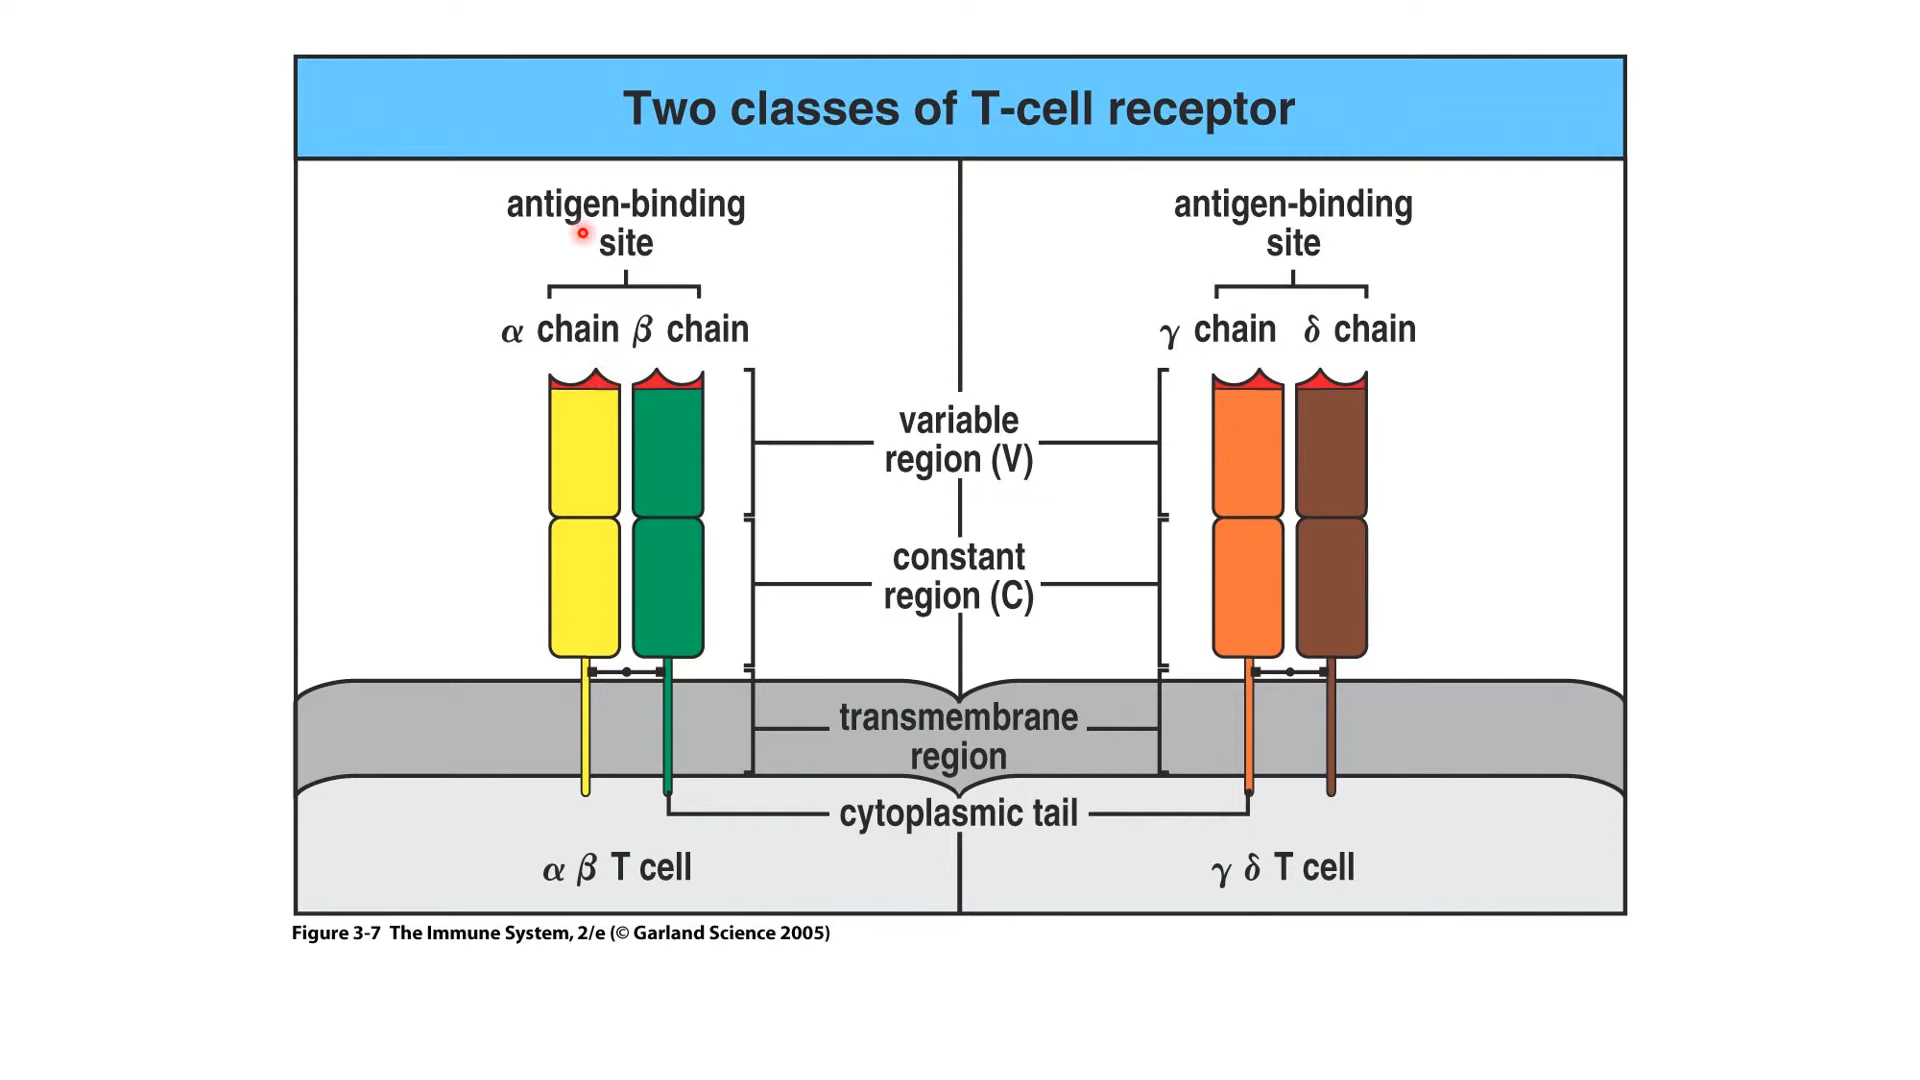 Two classes of T-cell receptor
antigen-binding
site
α chain β chain
antigen-binding
site
γ chain δ chain
variable
region (V)
constant
region (C)
transmembrane
region
cytoplasmic tail
α β T cell
γ δ T cell
Figure 3-7 The Immune System, 2/e (© Garland Science 2005)